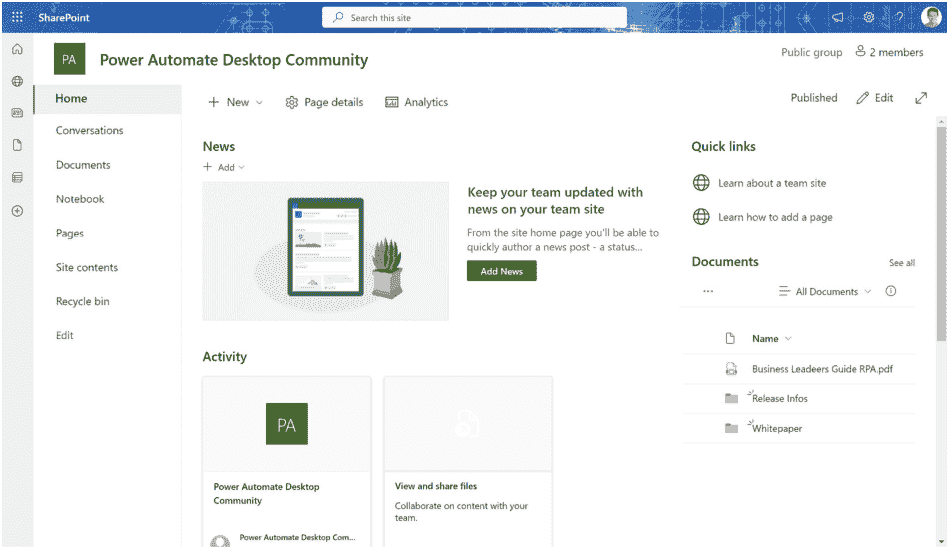 SharePoint
Search this site
PA
Power Automate Desktop Community
Public group
2 members
Home
Conversations
Documents
Notebook
Pages
Site contents
Recycle bin
Edit
New
Page details
Analytics
Published
Edit
News
Add
Keep your team updated with
news on your team site
From the site home page you'll be able to
quickly author a news post - a status...
Add News
Activity
PA
Power Automate Desktop
Community
Power Automate Desktop Com...
View and share files
Collaborate on content with your
team.
Quick links
Learn about a team site
Learn how to add a page
Documents
See all
All Documents
Name
Business Leadeers Guide RPA.pdf
Release Infos
Whitepaper